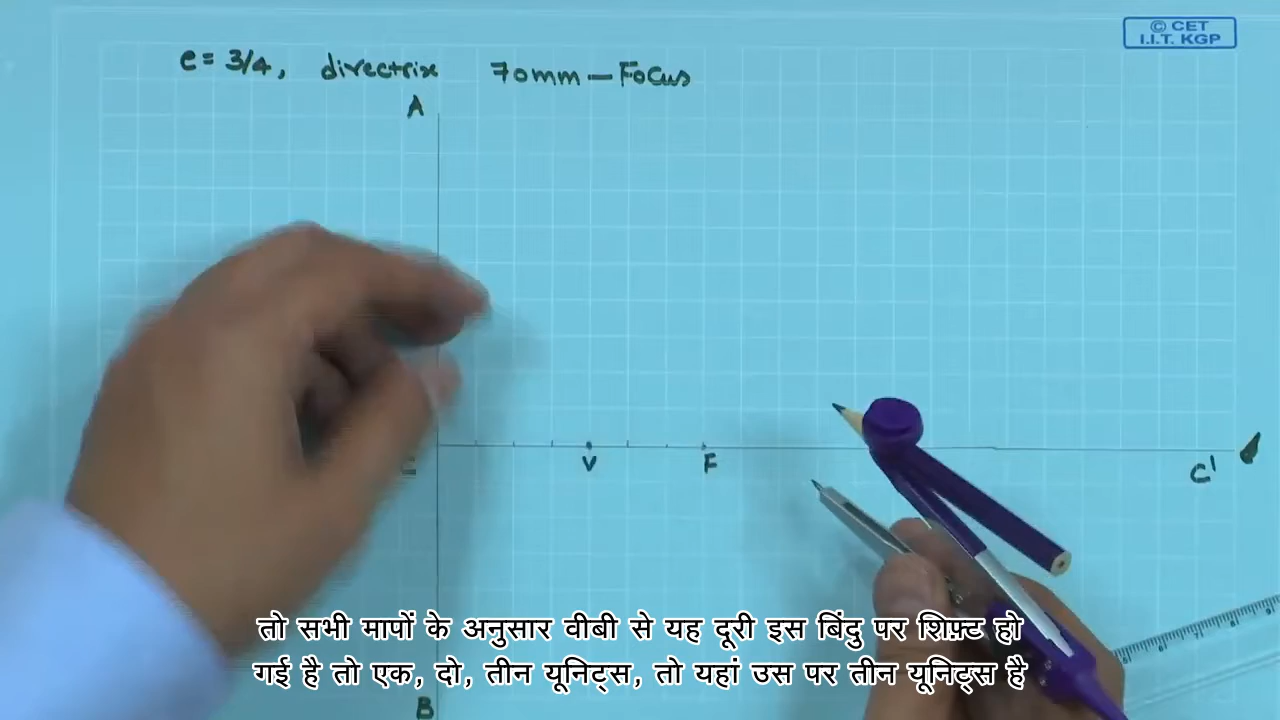 © CET
I.I.T. KGP
e = 3/4, directrix 70mm — Focus
A
V F
C'
B
तो सभी मापों के अनुसार वीबी से यह दूरी इस बिंदु पर शिफ़्ट हो
गई है तो एक, दो, तीन यूनिट्स, तो यहां उस पर तीन यूनिट्स है